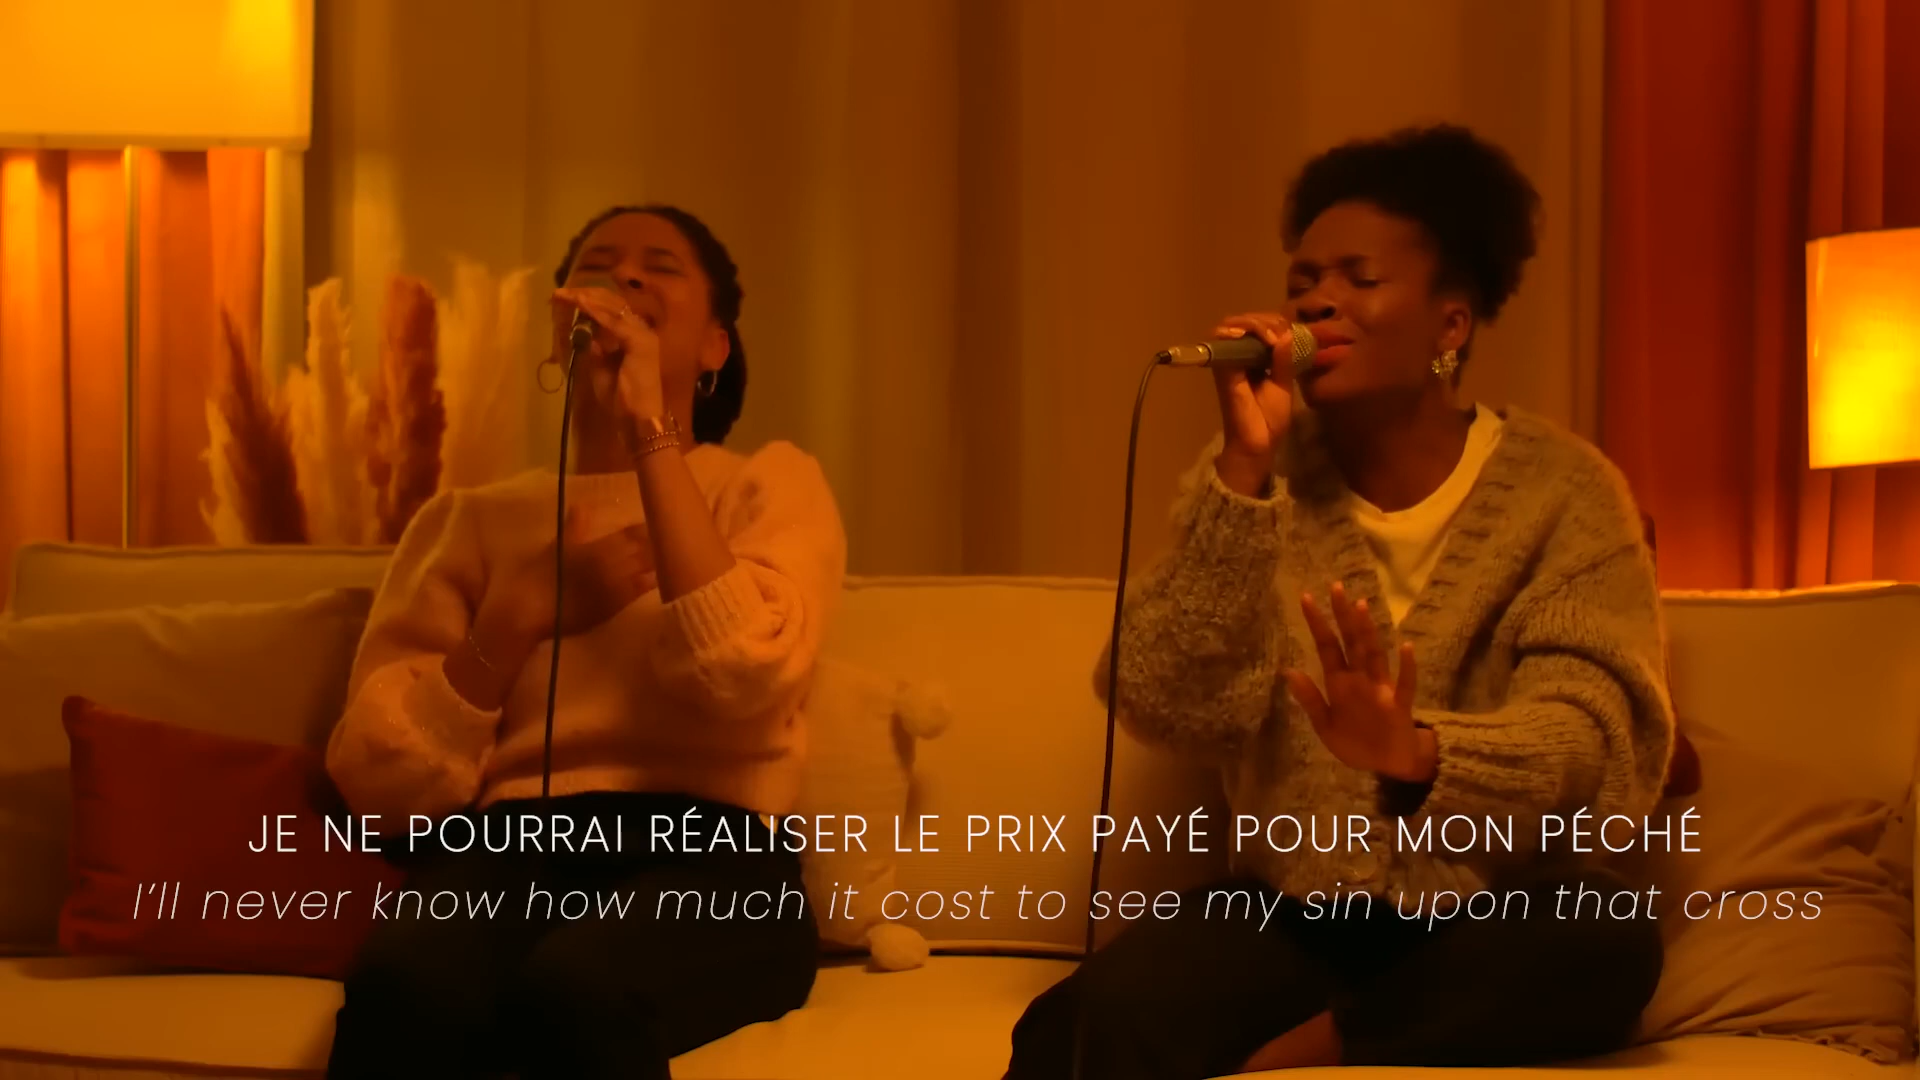 JE NE POURRAI RÉALISER LE PRIX PAYÉ POUR MON PÉCHÉ
I'll never know how much it cost to see my sin upon that cross